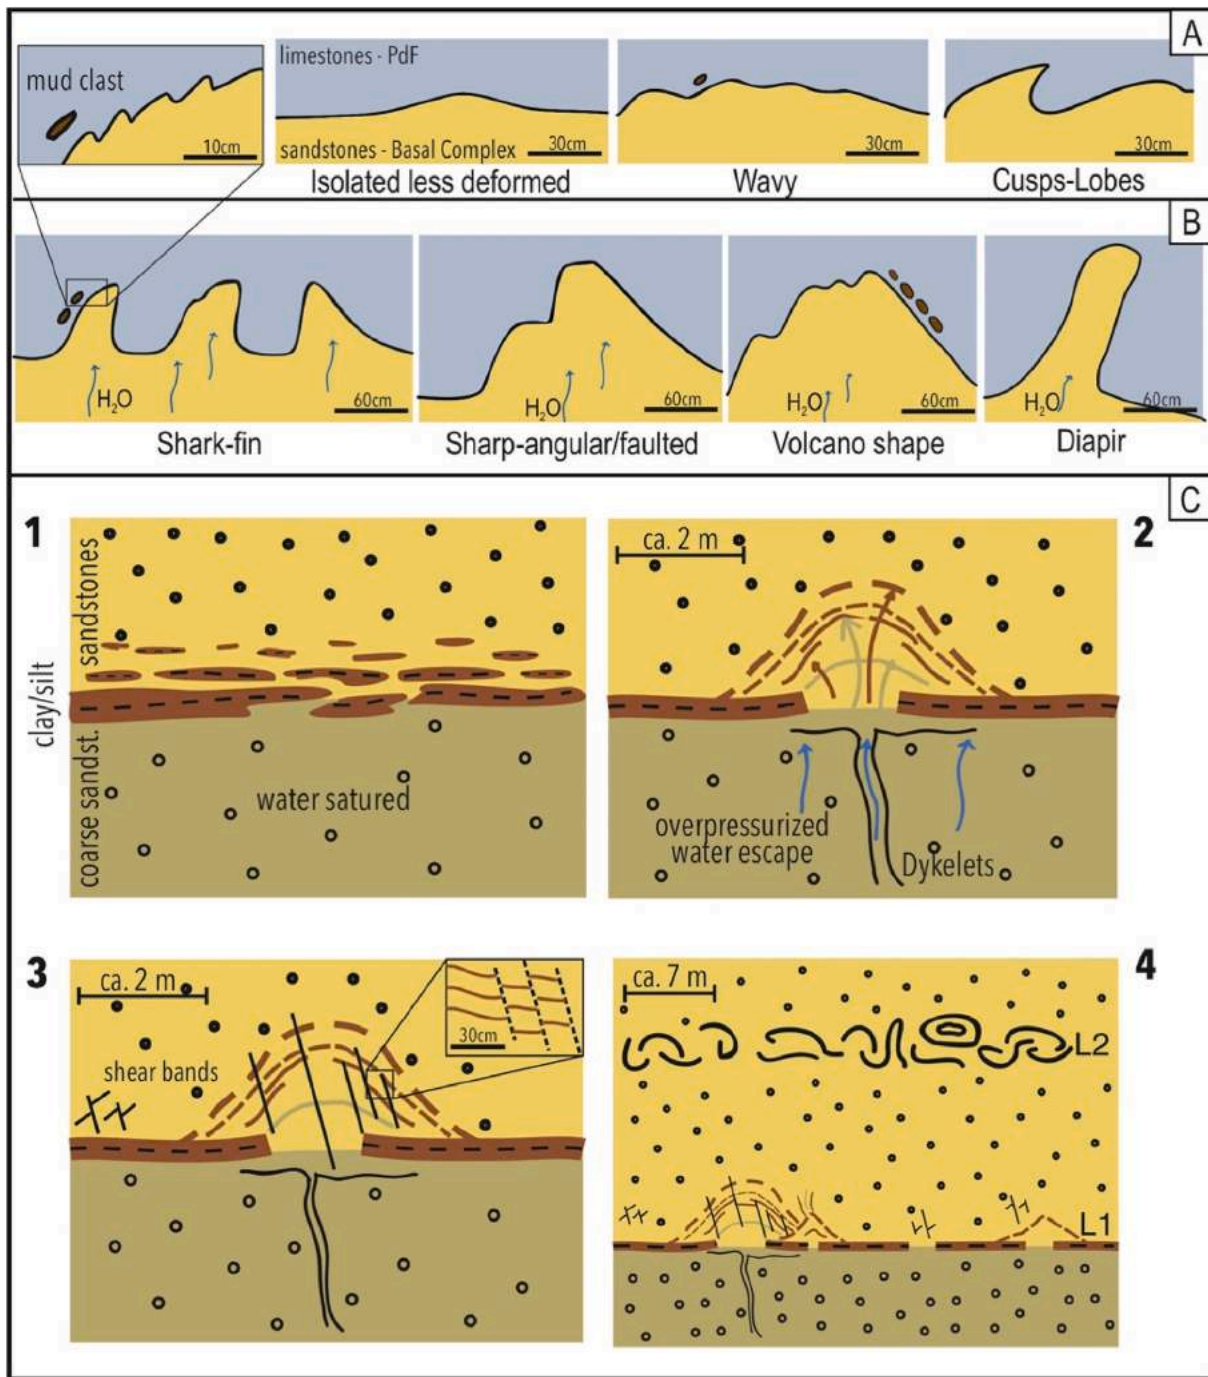 A
mud clast
10cm
limestones - PdF
sandstones - Basal Complex
30cm
Isolated less deformed
30cm
Wavy
30cm
Cusps-Lobes
B
H₂O
60cm
Shark-fin
H₂O
60cm
Sharp-angular/faulted
H₂O
60cm
Volcano shape
H₂O
60cm
Diapir
C
1
sandstones
clay/silt
coarse sandst.
water satured
2
ca. 2 m
overpressurized
water escape
Dykelets
3
ca. 2 m
shear bands
30cm
4
ca. 7 m
L2
L1